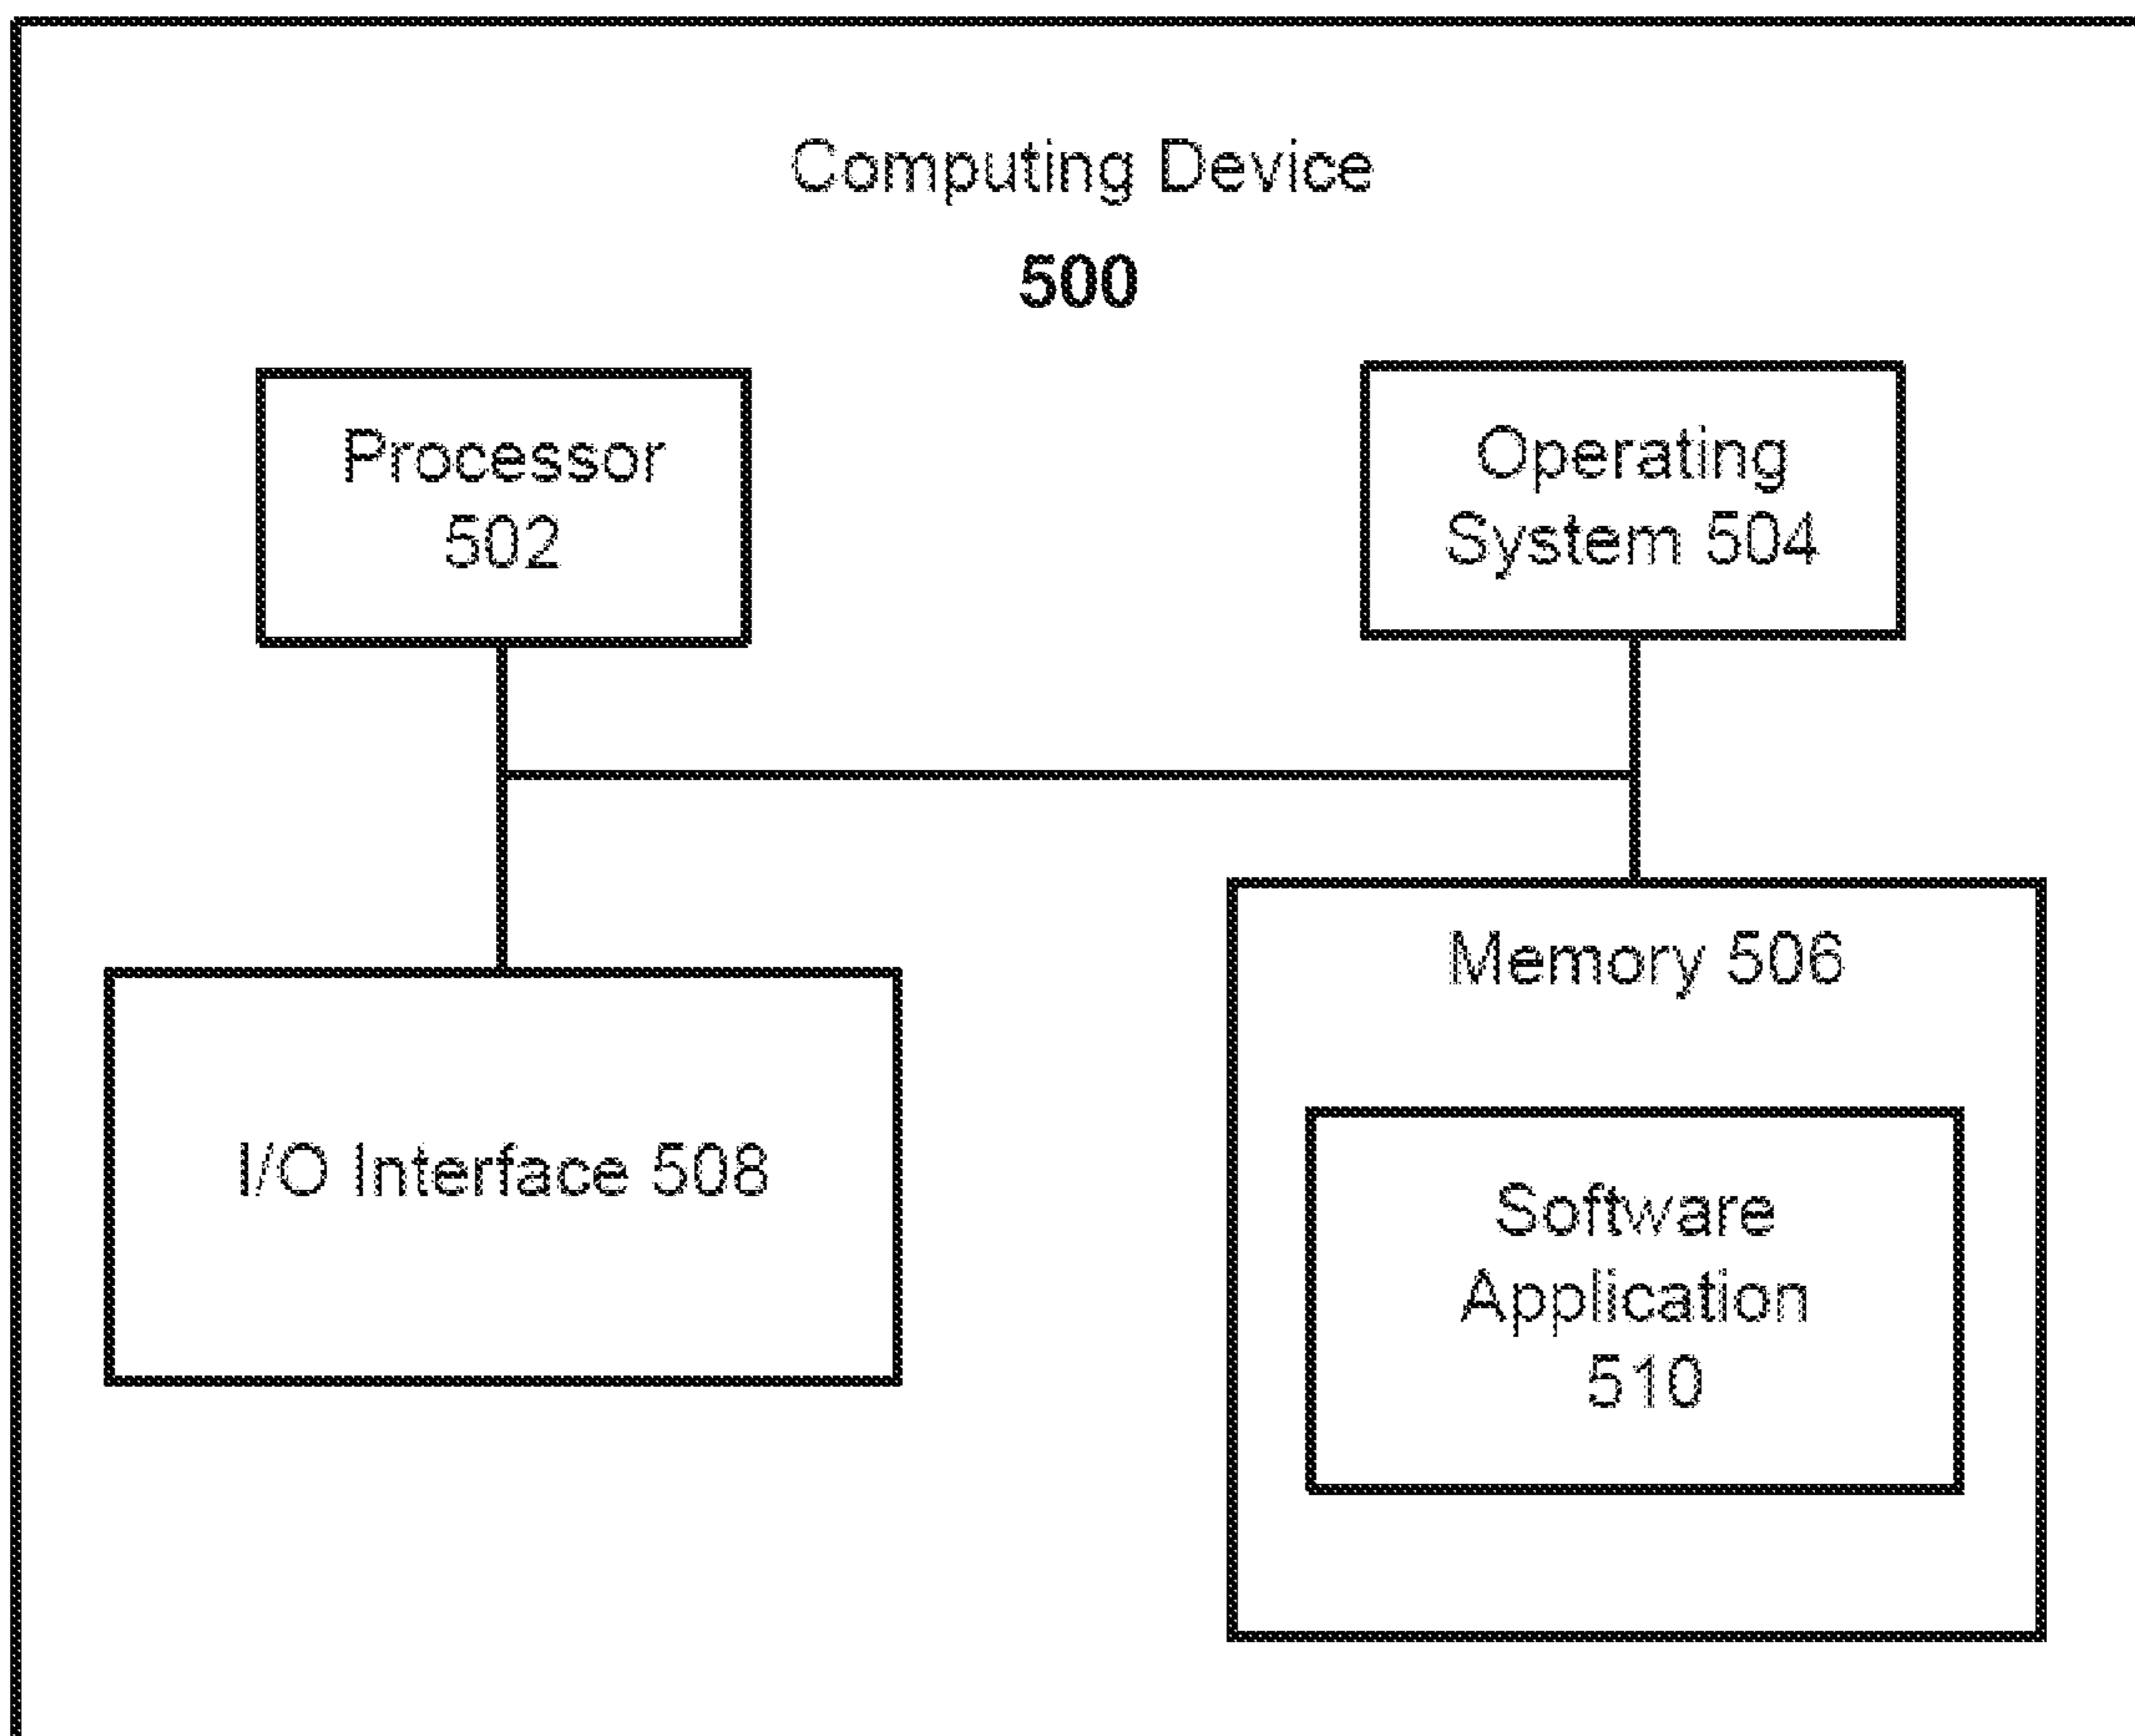 Computing Device
500
Processor
502
Operating
System 504
I/O Interface 508
Memory 506
Software
Application
510